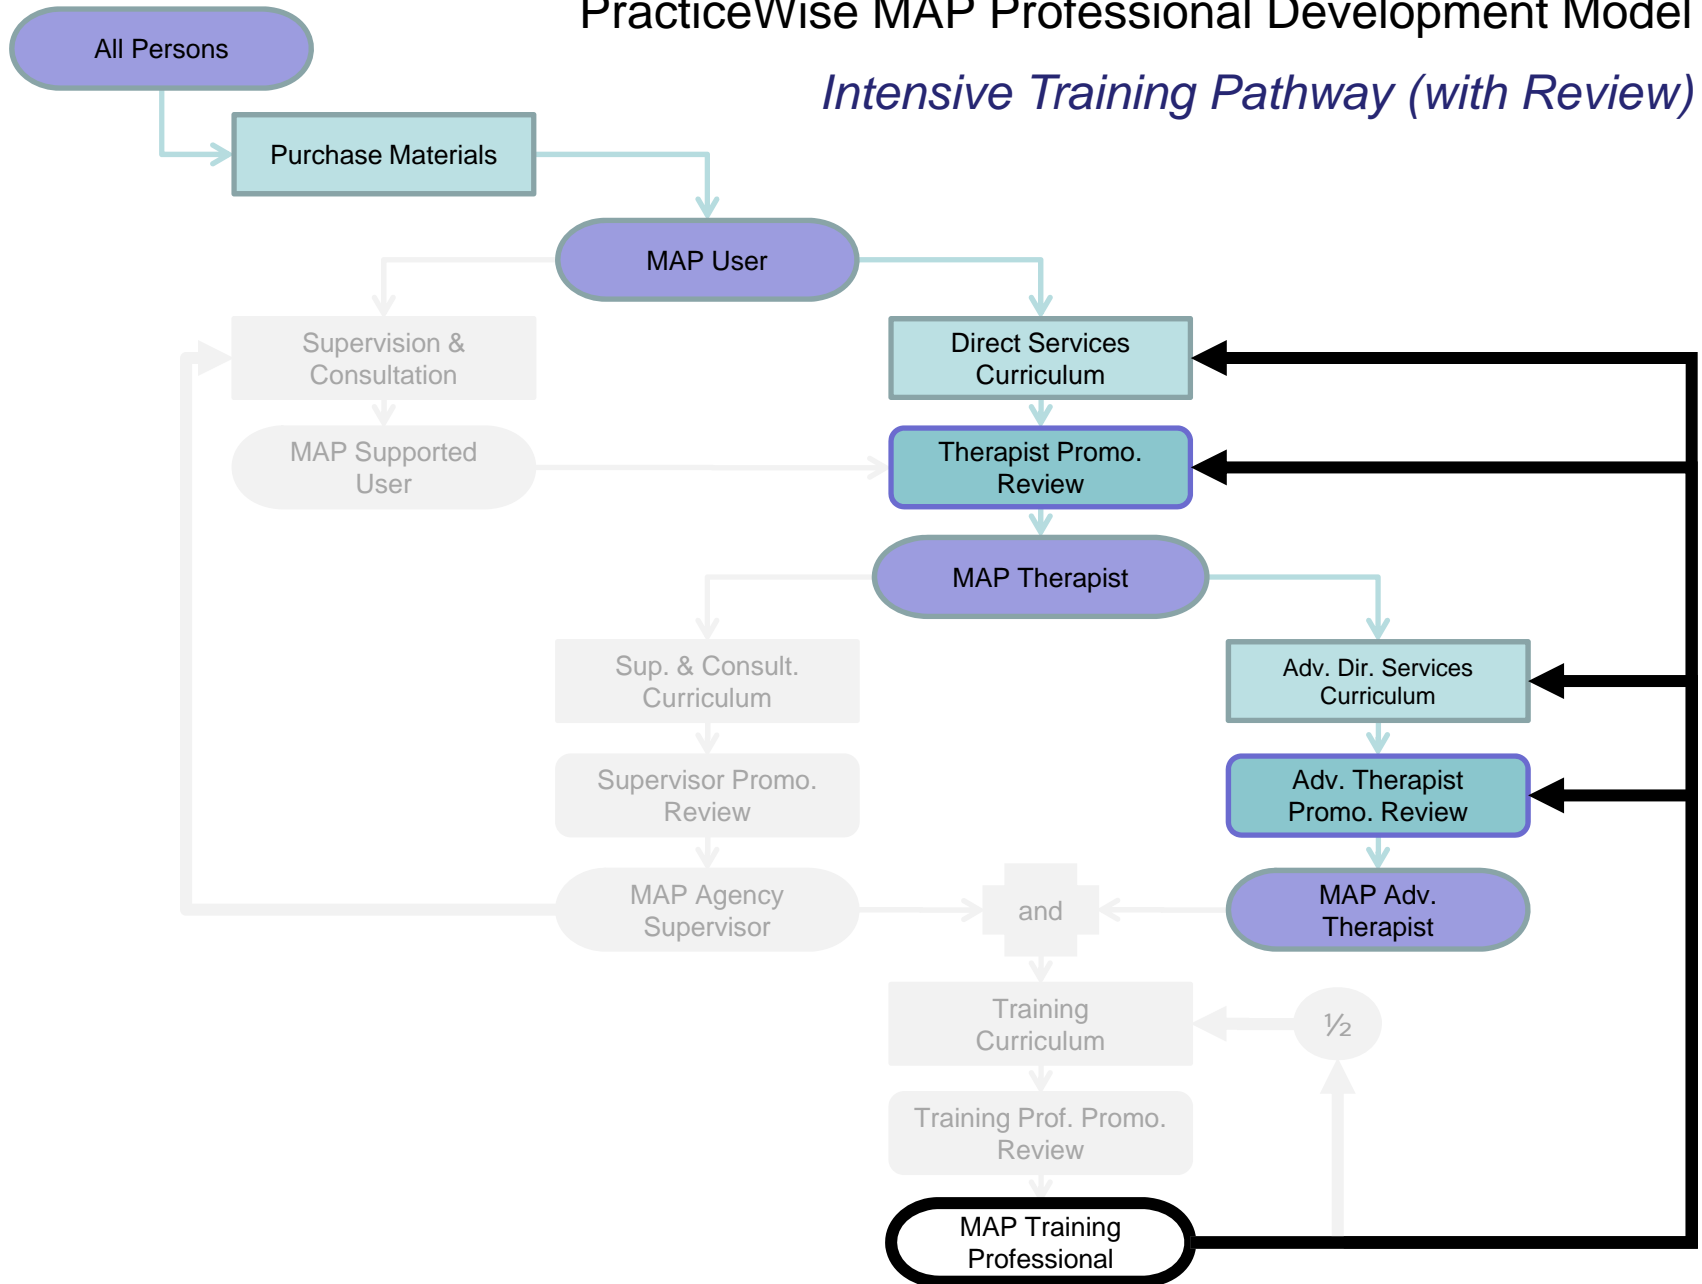 PracticeWise MAP Professional Development Model
Intensive Training Pathway (with Review)
All Persons
Purchase Materials
MAP User
Supervision &
Consultation
Direct Services
Curriculum
MAP Supported
User
Therapist Promo.
Review
MAP Therapist
Sup. & Consult.
Curriculum
Adv. Dir. Services
Curriculum
Supervisor Promo.
Review
Adv. Therapist
Promo. Review
MAP Agency
Supervisor
and
MAP Adv.
Therapist
Training
Curriculum
½
Training Prof. Promo.
Review
MAP Training
Professional